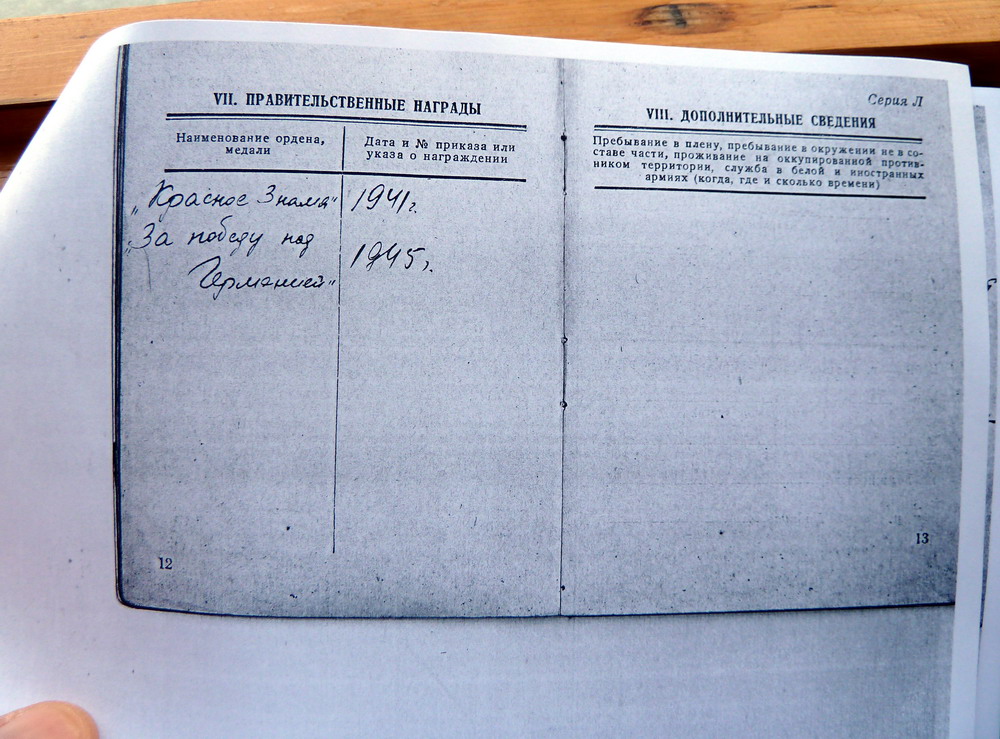 VII. ПРАВИТЕЛЬСТВЕННЫЕ НАГРАДЫ
Наименование ордена,
медали
Дата и № приказа или
указа о награждении
„Красное Знамя" 1941г.
„За победу над
Германией" 1945г.
12
Серия Л
VIII. ДОПОЛНИТЕЛЬНЫЕ СВЕДЕНИЯ
Пребывание в плену, пребывание в окружении не в со-
ставе части, проживание на оккупированной против-
ником территории, служба в белой и иностранных
армиях (когда, где и сколько времени)
13